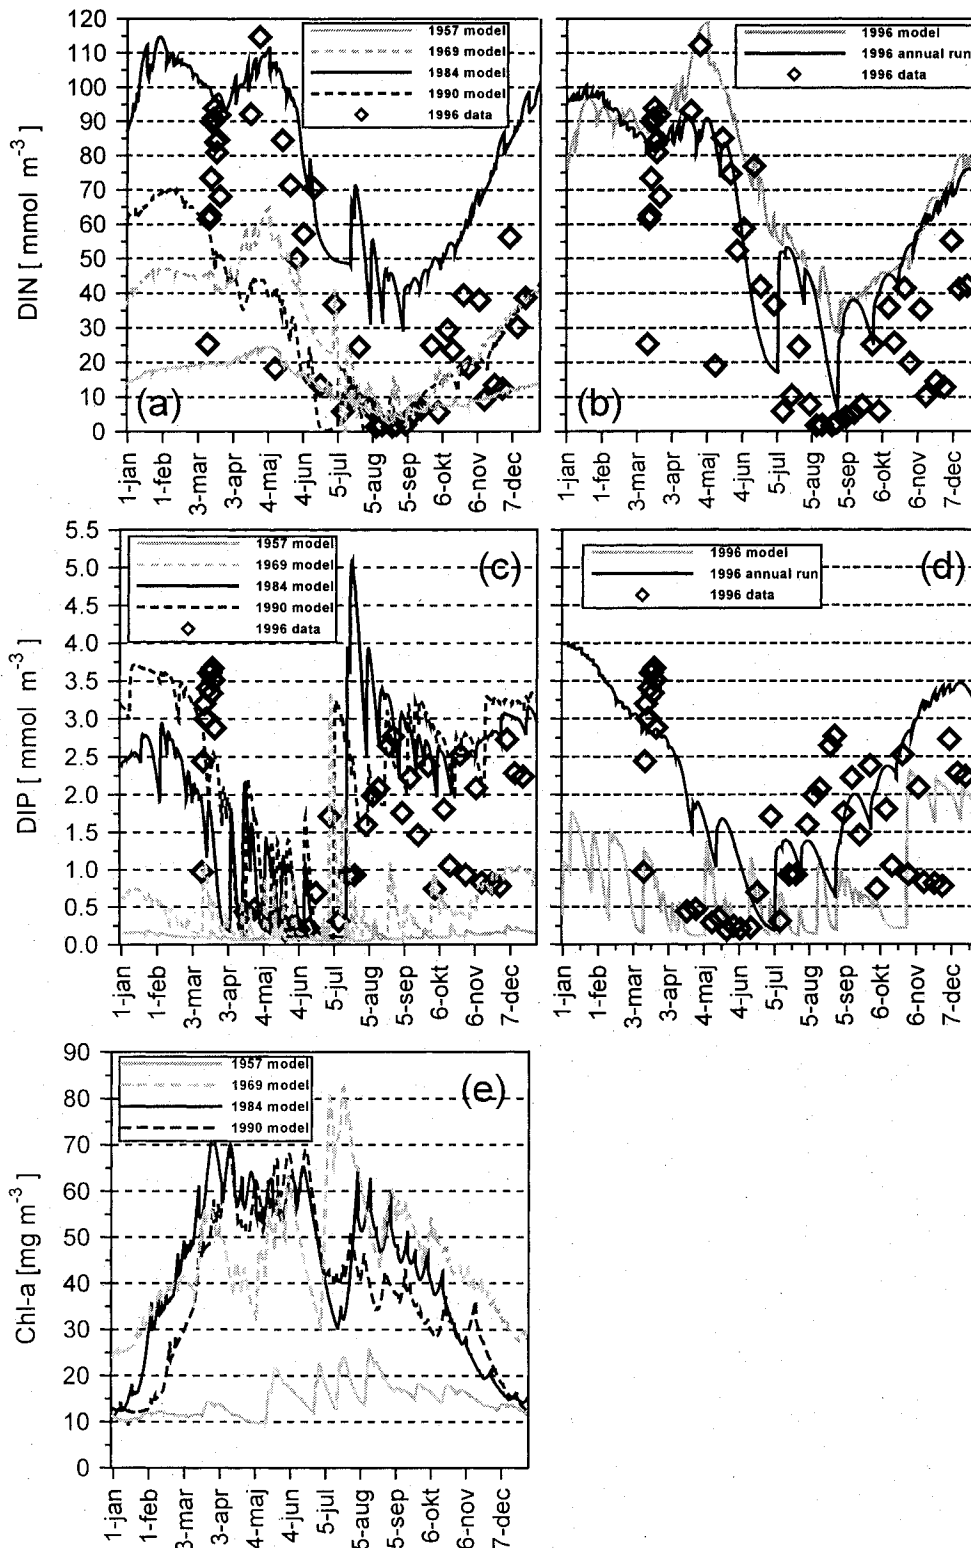 120
110
100
90
80
70
60
50
40
30
20
10
0
DIN [ mmol m⁻³ ]
1957 model
1969 model
1984 model
1990 model
1996 data
(a)
1-jan
1-feb
3-mar
3-apr
4-maj
4-jun
5-jul
5-aug
5-sep
6-okt
6-nov
7-dec
1996 model
1996 annual run
1996 data
(b)
1-jan
1-feb
3-mar
3-apr
4-maj
4-jun
5-jul
5-aug
5-sep
6-okt
6-nov
7-dec
5.5
5.0
4.5
4.0
3.5
3.0
2.5
2.0
1.5
1.0
0.5
0.0
DIP [ mmol m⁻³ ]
1957 model
1969 model
1984 model
1990 model
1996 data
(c)
1-jan
1-feb
3-mar
3-apr
4-maj
4-jun
5-jul
5-aug
5-sep
6-okt
6-nov
7-dec
1996 model
1996 annual run
1996 data
(d)
1-jan
1-feb
3-mar
3-apr
4-maj
4-jun
5-jul
5-aug
5-sep
6-okt
6-nov
7-dec
90
80
70
60
50
40
30
20
10
0
Chl-a [mg m⁻³]
1957 model
1969 model
1984 model
1990 model
(e)
1-jan
1-feb
3-mar
3-apr
4-maj
4-jun
5-jul
5-aug
5-sep
6-okt
6-nov
7-dec